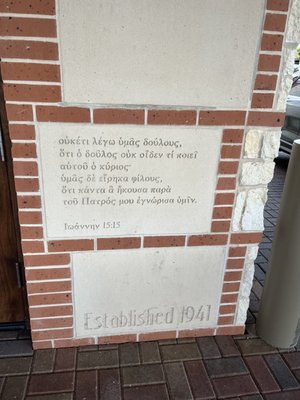 οὐκέτι λέγω ὑμᾶς δούλους,
ὅτι ὁ δοῦλος οὐκ οἶδεν τί ποιεῖ
αὐτοῦ ὁ κύριος·
ὑμᾶς δὲ εἴρηκα φίλους,
ὅτι πάντα ἃ ἤκουσα παρὰ
τοῦ Πατρός μου ἐγνώρισα ὑμῖν.
Ἰωάννην 15:15
Established 1941